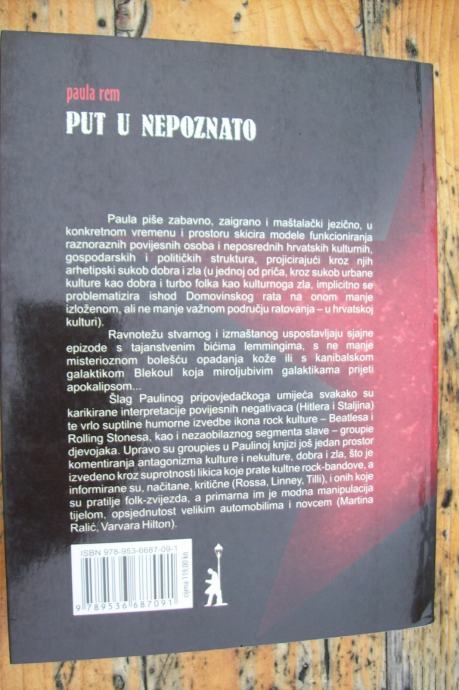 paula rem
PUT U NEPOZNATO
Paula piše zabavno, zaigrano i maštalački jezično, u
konkretnom vremenu i prostoru skicira modele funkcioniranja
raznoraznih povijesnih osoba i neposrednih hrvatskih kulturnih,
gospodarskih i političkih struktura, projicirajući kroz njih
arhetipski sukob dobra i zla (u jednoj od priča, kroz sukob urbane
kulture kao dobra i turbo folka kao kulturnoga zla, implicitno se
problematizira ishod Domovinskog rata na onom manje
izloženom, ali ne manje važnom području ratovanja – u hrvatskoj
kulturi).
Ravnotežu stvarnog i izmaštanog uspostavljaju sjajne
epizode s tajanstvenim bićima lemmingima, s ne manje
misterioznom bolešću opadanja kože ili s kanibalskom
galaktikom Blekoul koja miroljubivim galaktikama prijeti
apokalipsom...
Šlag Paulinog pripovjedačkoga umijeća svakako su
karikirane interpretacije povijesnih negativaca (Hitlera i Staljina)
te vrlo suptilne humorne izvedbe ikona rock kulture – Beatlesa i
Rolling Stonesa, kao i nezaobilaznog segmenta slave – groupie
djevojaka. Upravo su groupies u Paulinoj knjizi još jedan prostor
komentiranja antagonizma kulture i nekulture, dobra i zla, što je
izvedeno kroz suprotnosti likica koje prate kultne rock-bandove, a
informirane su, načitane, kritične (Rossa, Linney, Tilli), i onih koje
su pratilje folk-zvijezda, a primarna im je modna manipulacija
tijelom, opsjednutost velikim automobilima i novcem (Martina
Ralić, Varvara Hilton).
ISBN 978-953-6687-09-1
9 789536 687091
cijena 119,00 kn